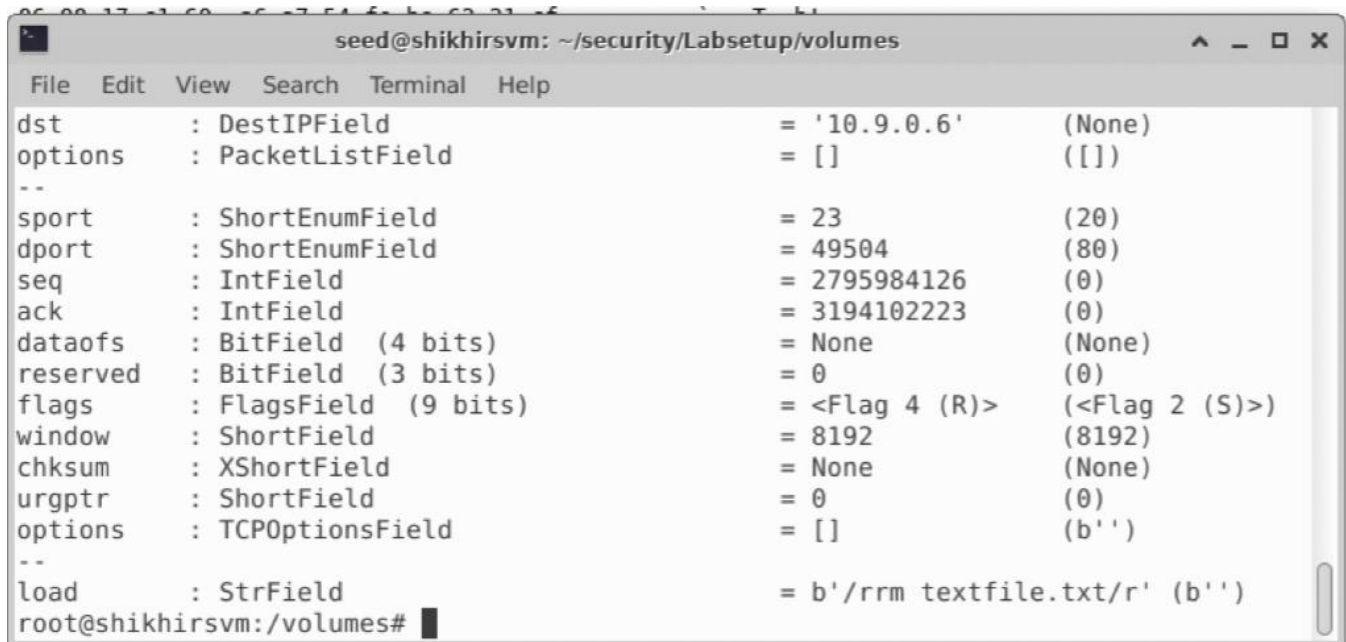 seed@shikhirsvm: ~/security/Labsetup/volumes
File Edit View Search Terminal Help
dst : DestIPField = '10.9.0.6' (None)
options : PacketListField = [] ([])
--
sport : ShortEnumField = 23 (20)
dport : ShortEnumField = 49504 (80)
seq : IntField = 2795984126 (0)
ack : IntField = 3194102223 (0)
dataofs : BitField (4 bits) = None (None)
reserved : BitField (3 bits) = 0 (0)
flags : FlagsField (9 bits) = <Flag 4 (R)> (<Flag 2 (S)>)
window : ShortField = 8192 (8192)
chksum : XShortField = None (None)
urgptr : ShortField = 0 (0)
options : TCPOptionsField = [] (b'')
--
load : StrField = b'/rrm textfile.txt/r' (b'')
root@shikhirsvm:/volumes#